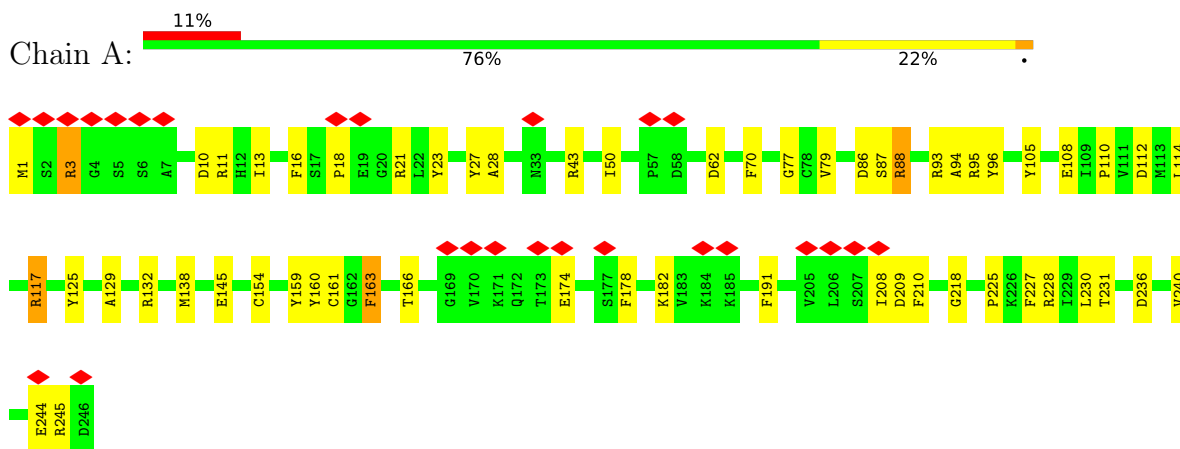 11%
Chain A:
76% 22% •
M1 S2 R3 G4 S5 S6 A7 D10 R11 H12 I13 F16 S17 P18 E19 G20 R21 L22 Y23 Y27 A28 N33 R43 I50 P57 D58 D62 F70 G77 C78 V79 D86 S87 R88 R93 A94 R95 Y96 Y105 E108 I109 P110 V111 D112 M113 L114
R117 Y125 A129 R132 M138 E145 C154 Y159 Y160 C161 G162 F163 T166 G169 V170 K171 Q172 T173 E174 S177 F178 K182 V183 K184 K185 F191 V205 L206 S207 I208 D209 F210 G218 P225 K226 F227 R228 I229 L230 T231 D236 V240
E244 R245 D246